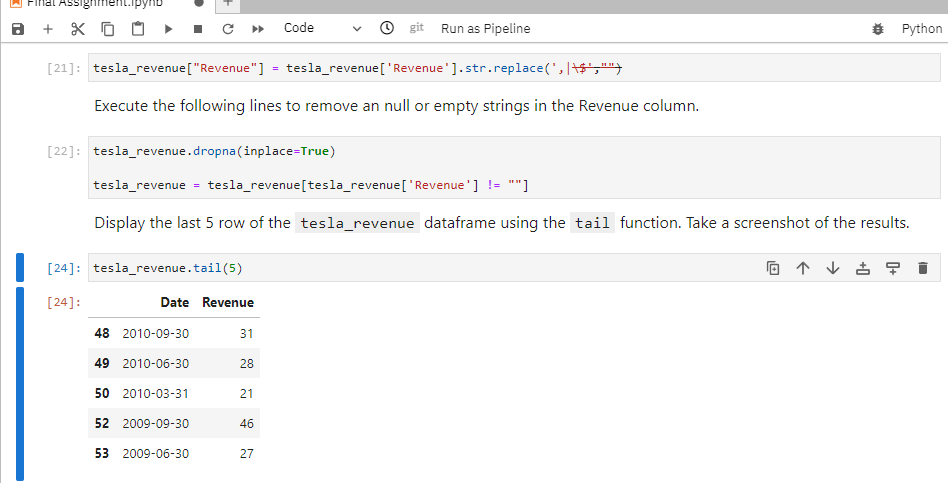 Final Assignment.ipynb
Code
git
Run as Pipeline
Python
[21]: tesla_revenue["Revenue"] = tesla_revenue['Revenue'].str.replace(',|\$',"")
Execute the following lines to remove an null or empty strings in the Revenue column.
[22]: tesla_revenue.dropna(inplace=True)
tesla_revenue = tesla_revenue[tesla_revenue['Revenue'] != ""]
Display the last 5 row of the tesla_revenue dataframe using the tail function. Take a screenshot of the results.
[24]: tesla_revenue.tail(5)
[24]:
Date Revenue
48 2010-09-30 31
49 2010-06-30 28
50 2010-03-31 21
52 2009-09-30 46
53 2009-06-30 27